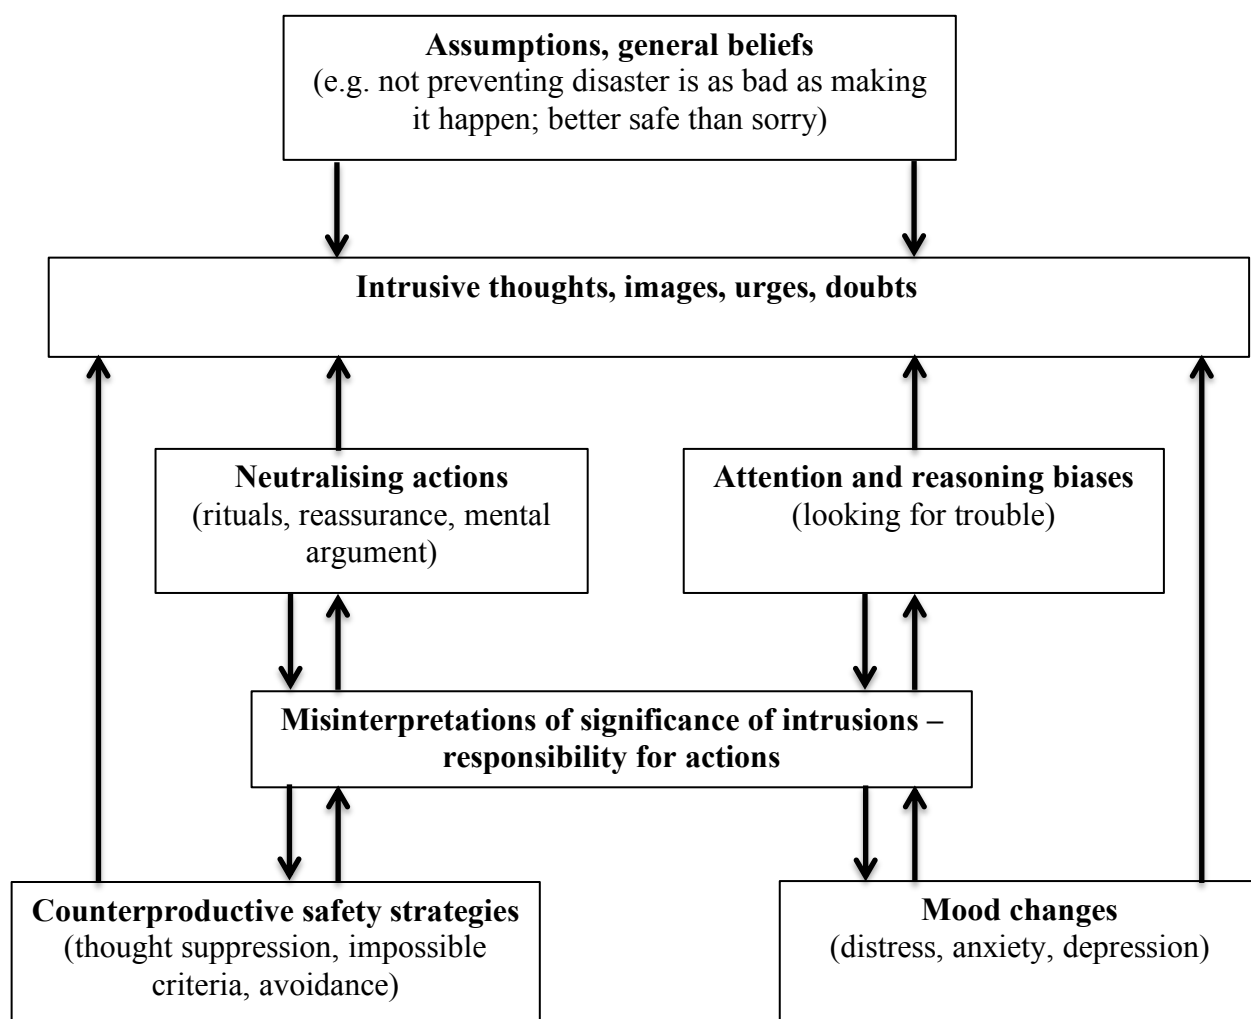 Assumptions, general beliefs
(e.g. not preventing disaster is as bad as making
it happen; better safe than sorry)
Intrusive thoughts, images, urges, doubts
Neutralising actions
(rituals, reassurance, mental
argument)
Attention and reasoning biases
(looking for trouble)
Misinterpretations of significance of intrusions –
responsibility for actions
Counterproductive safety strategies
(thought suppression, impossible
criteria, avoidance)
Mood changes
(distress, anxiety, depression)